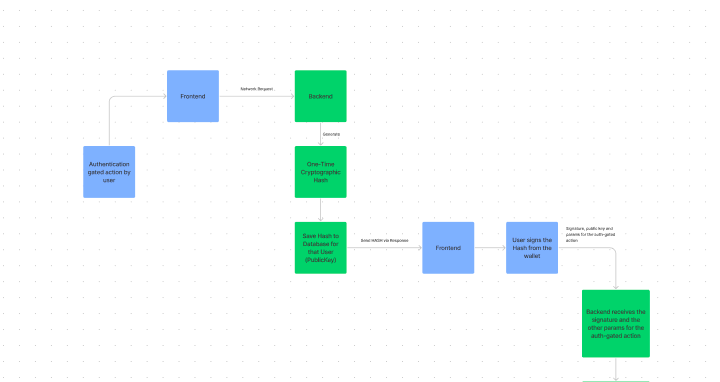 Frontend
Network Request
Backend
Generate
Authentication
gated action by
user
One-Time
Cryptographic
Hash
Save Hash to
Database for
that User
(PublicKey)
Send HASH via Response
Frontend
User signs the
Hash from the
wallet
Signature, public key and
params for the auth-gated
action
Backend receives the
signature and the
other params for the
auth-gated action